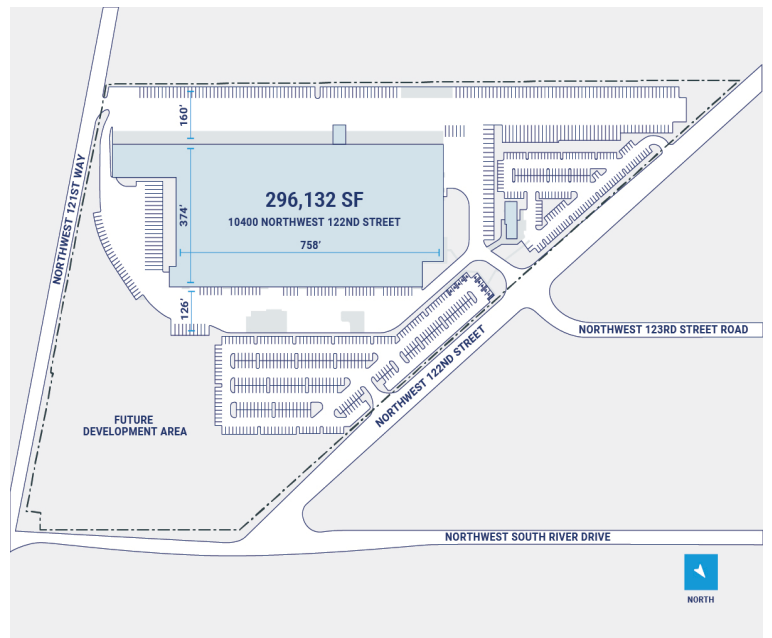 160'
NORTHWEST 121ST WAY
296,132 SF
10400 NORTHWEST 122ND STREET
374'
758'
126'
NORTHWEST 123RD STREET ROAD
NORTHWEST 122ND STREET
FUTURE
DEVELOPMENT AREA
NORTHWEST SOUTH RIVER DRIVE
NORTH